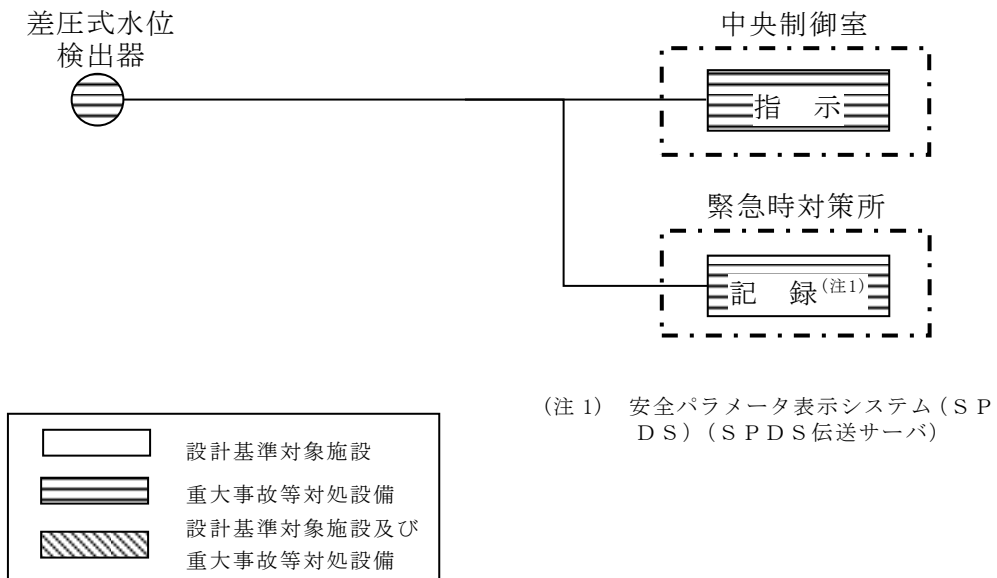 差圧式水位
検出器
中央制御室
指 示
緊急時対策所
記 録(注1)
(注 1) 安全パラメータ表示システム(SP
DS)(SPDS伝送サーバ)
設計基準対象施設
重大事故等対処設備
設計基準対象施設及び
重大事故等対処設備